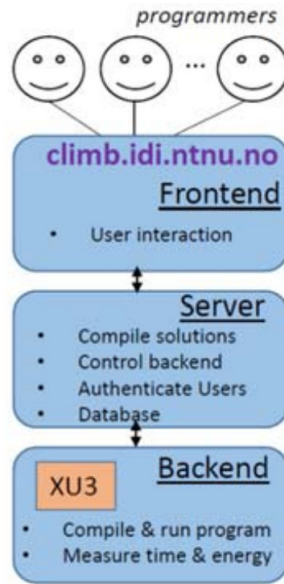 programmers
...
climb.idi.ntnu.no
Frontend
• User interaction
Server
• Compile solutions
• Control backend
• Authenticate Users
• Database
Backend
XU3
• Compile & run program
• Measure time & energy